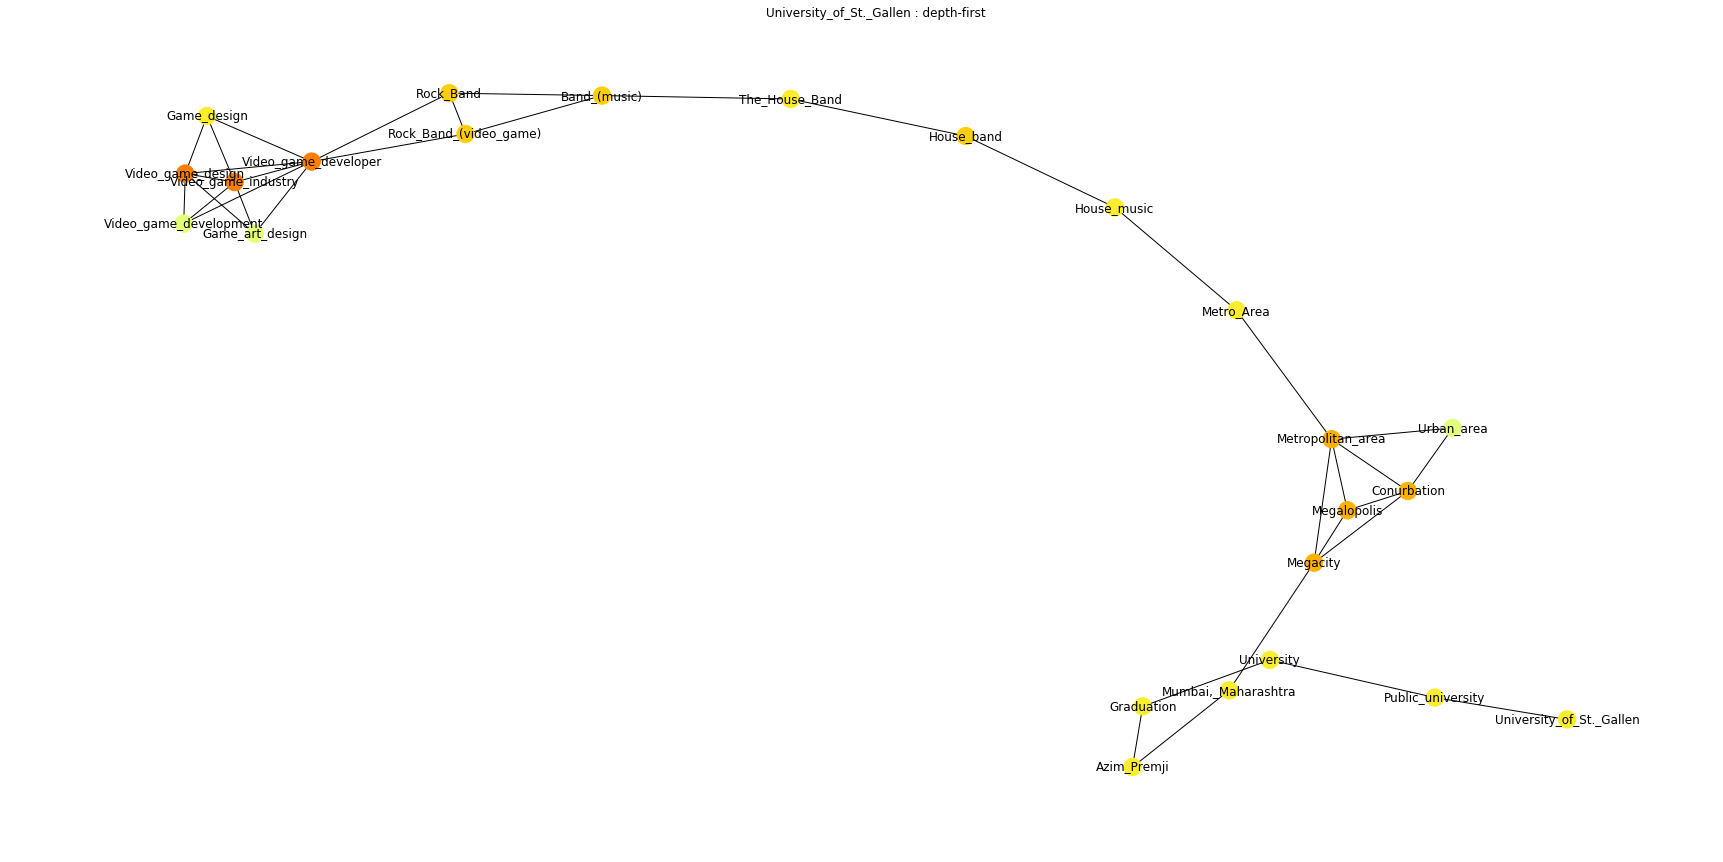 University_of_St._Gallen : depth-first
Rock_Band
Band_(music)
The_House_Band
Game_design
Rock_Band_(video_game)
House_band
Video_game_developer
Video_game_design
Video_game_industry
House_music
Video_game_development
Game_art_design
Metro_Area
Urban_area
Metropolitan_area
Conurbation
Megalopolis
Megacity
University
Mumbai,_Maharashtra
Public_university
Graduation
University_of_St._Gallen
Azim_Premji